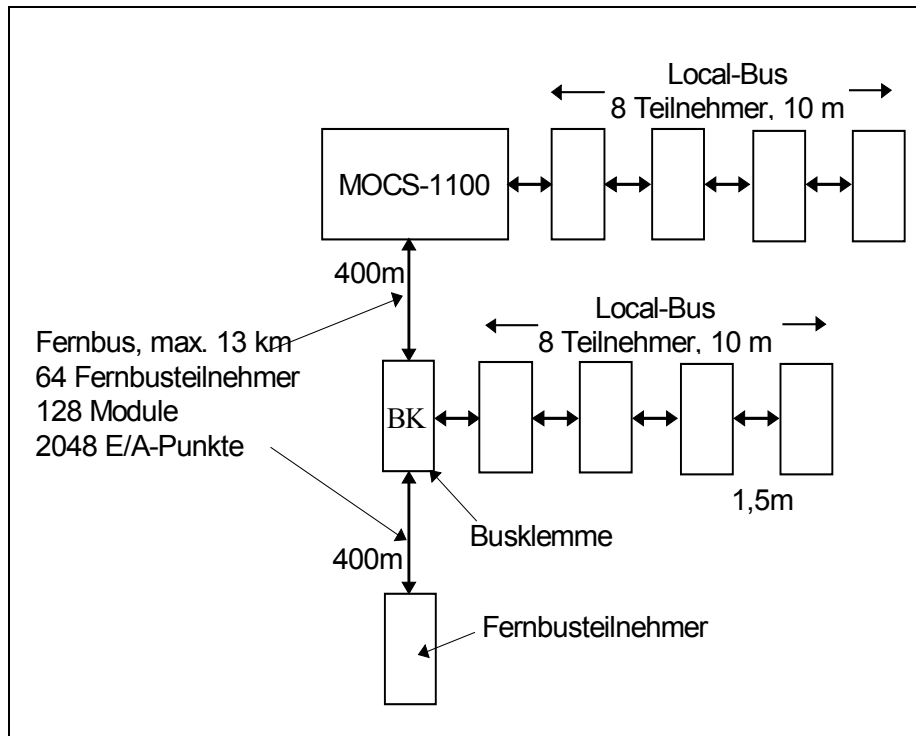 Local-Bus
8 Teilnehmer, 10 m
MOCS-1100
400m
Local-Bus
8 Teilnehmer, 10 m
Fernbus, max. 13 km
64 Fernbusteilnehmer
128 Module
2048 E/A-Punkte
BK
1,5m
Busklemme
400m
Fernbusteilnehmer